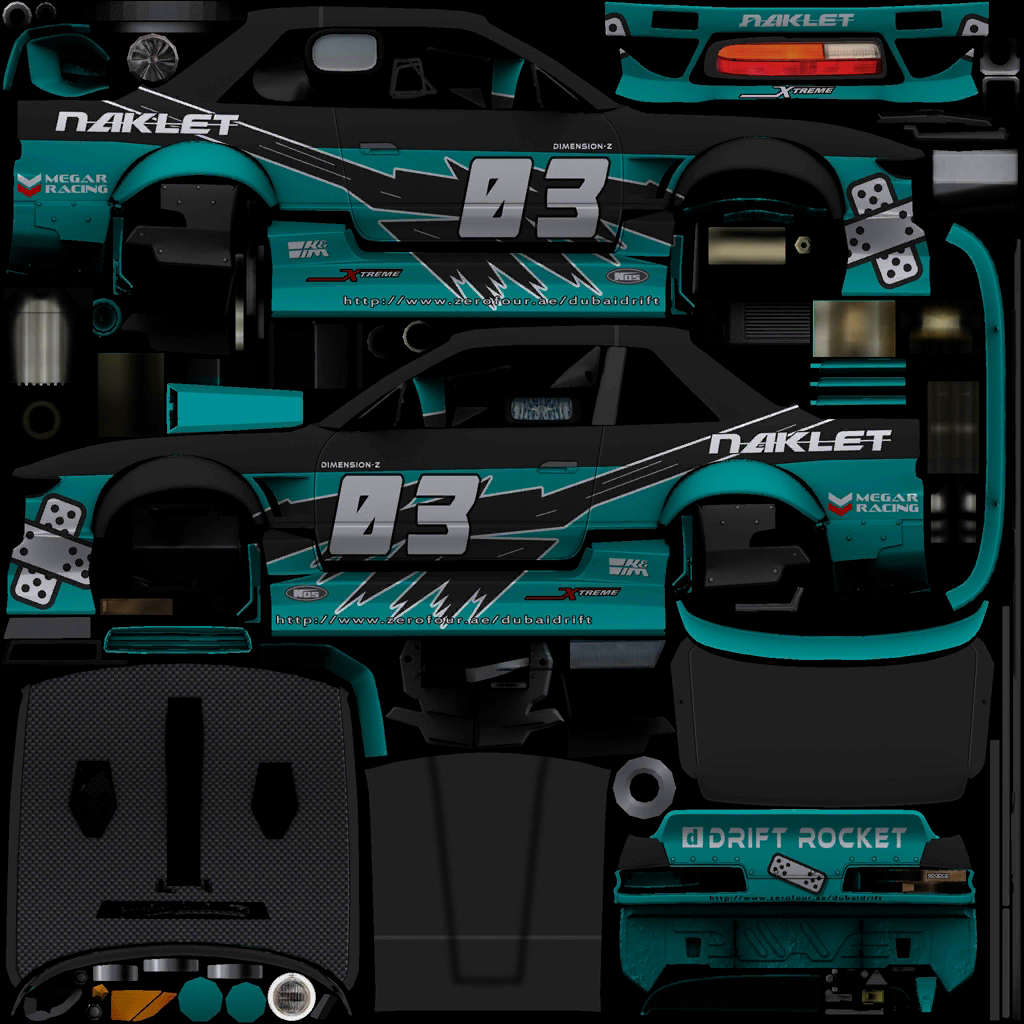 NAKLET
XTREME
NAKLET
DIMENSION-Z
03
MEGAR
RACING
K&N
XTREME
NOS
http://www.zerofour.ae/dubaidrift
NAKLET
DIMENSION-Z
03
MEGAR
RACING
NOS
XTREME
http://www.zerofour.ae/dubaidrift
d DRIFT ROCKET
http://www.zerofour.ae/dubaidrift